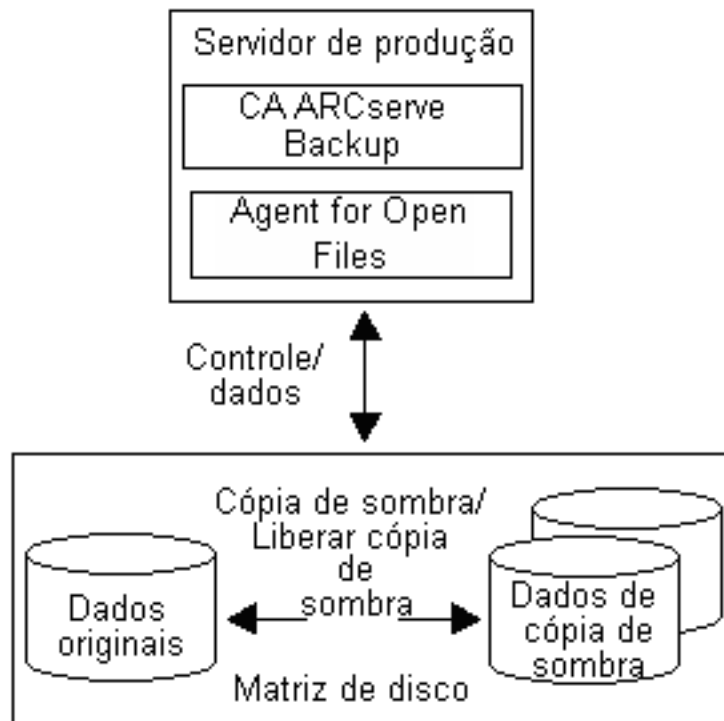 Servidor de produção
CA ARCserve
Backup
Agent for Open
Files
Controle/
dados
Cópia de sombra/
Liberar cópia
de
sombra
Dados
originais
Dados de
cópia de
sombra
Matriz de disco